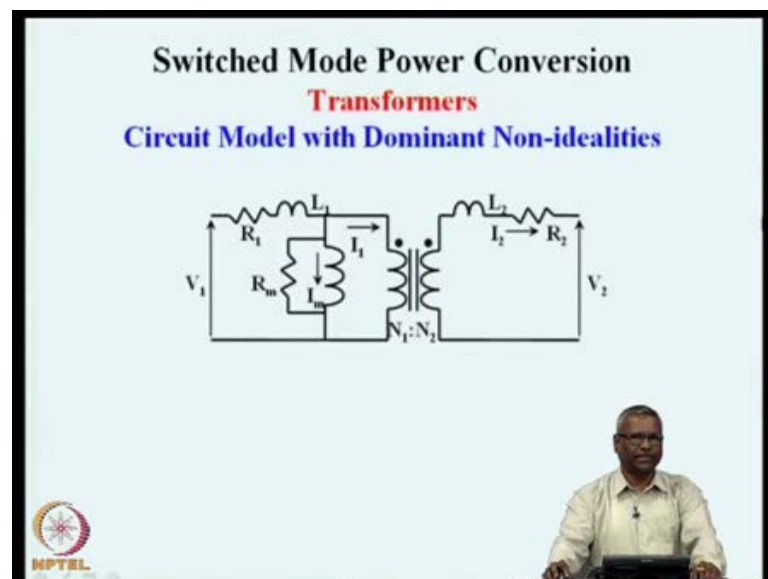 Switched Mode Power Conversion
Transformers
Circuit Model with Dominant Non-idealities
L₁
L₂
R₁
I₁
I₂
R₂
V₁
Rₘ
Iₘ
V₂
N₁:N₂
NPTEL